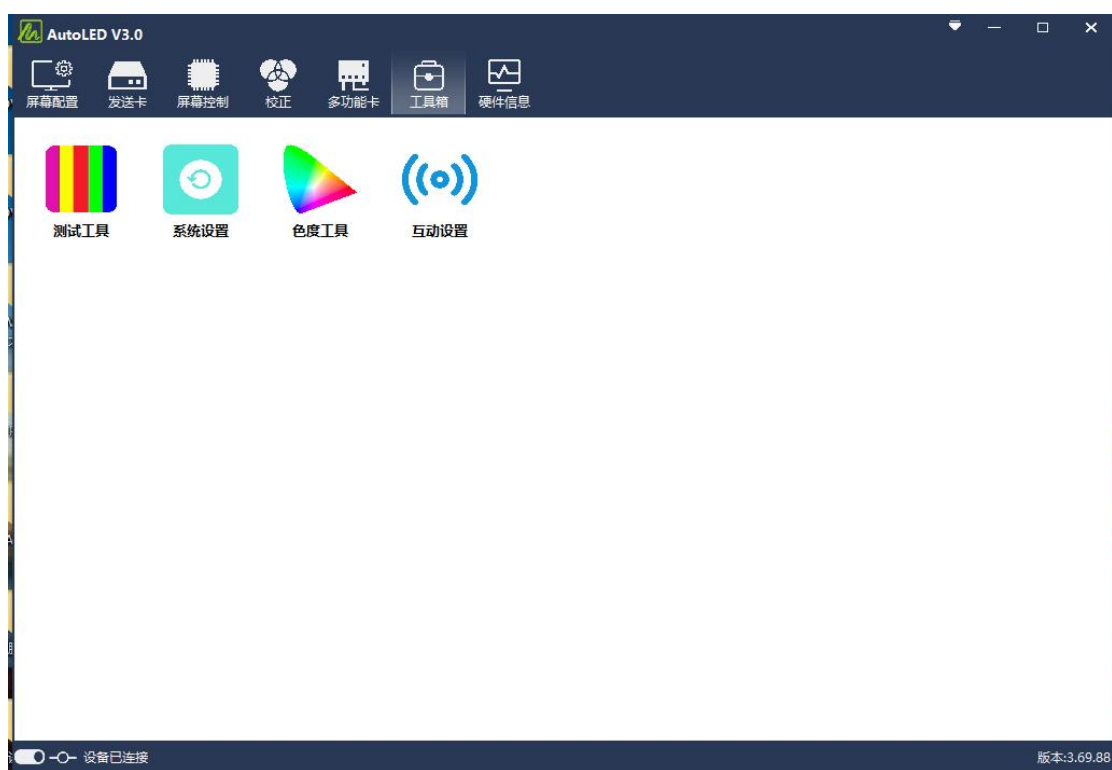 AutoLED V3.0
屏幕配置 发送卡 屏幕控制 校正 多功能卡 工具箱 硬件信息
测试工具 系统设置 色度工具 互动设置
设备已连接 版本:3.69.88